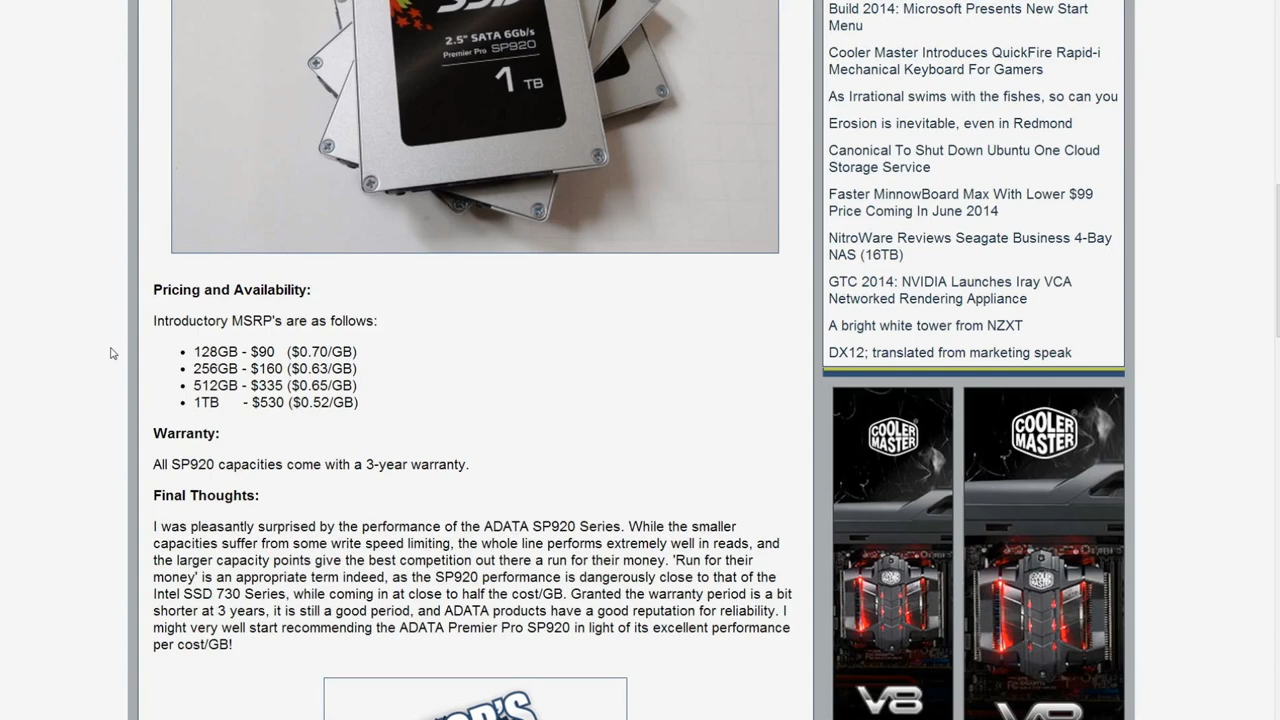 SSD
2.5" SATA 6Gb/s
Premier Pro SP920
1 TB
Pricing and Availability:
Introductory MSRP's are as follows:
• 128GB - $90 ($0.70/GB)
• 256GB - $160 ($0.63/GB)
• 512GB - $335 ($0.65/GB)
• 1TB - $530 ($0.52/GB)
Warranty:
All SP920 capacities come with a 3-year warranty.
Final Thoughts:
I was pleasantly surprised by the performance of the ADATA SP920 Series. While the smaller
capacities suffer from some write speed limiting, the whole line performs extremely well in reads, and
the larger capacity points give the best competition out there a run for their money. 'Run for their
money' is an appropriate term indeed, as the SP920 performance is dangerously close to that of the
Intel SSD 730 Series, while coming in at close to half the cost/GB. Granted the warranty period is a bit
shorter at 3 years, it is still a good period, and ADATA products have a good reputation for reliability. I
might very well start recommending the ADATA Premier Pro SP920 in light of its excellent performance
per cost/GB!
Build 2014: Microsoft Presents New Start
Menu
Cooler Master Introduces QuickFire Rapid-i
Mechanical Keyboard For Gamers
As Irrational swims with the fishes, so can you
Erosion is inevitable, even in Redmond
Canonical To Shut Down Ubuntu One Cloud
Storage Service
Faster MinnowBoard Max With Lower $99
Price Coming In June 2014
NitroWare Reviews Seagate Business 4-Bay
NAS (16TB)
GTC 2014: NVIDIA Launches Iray VCA
Networked Rendering Appliance
A bright white tower from NZXT
DX12; translated from marketing speak
COOLER
MASTER
V8
COOLER
MASTER
V8